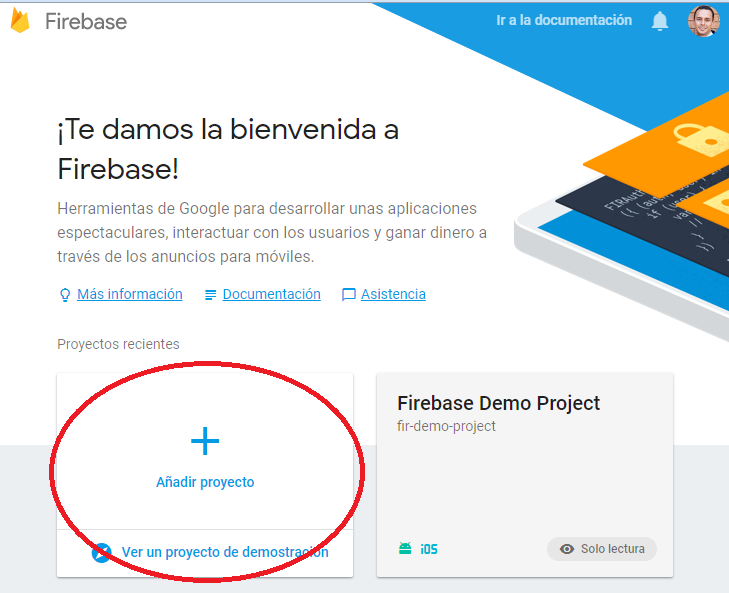 Firebase
Ir a la documentación
¡Te damos la bienvenida a
Firebase!
Herramientas de Google para desarrollar unas aplicaciones
espectaculares, interactuar con los usuarios y ganar dinero a
través de los anuncios para móviles.
Más información
Documentación
Asistencia
Proyectos recientes
Añadir proyecto
Ver un proyecto de demostración
Firebase Demo Project
fir-demo-project
iOS
Solo lectura